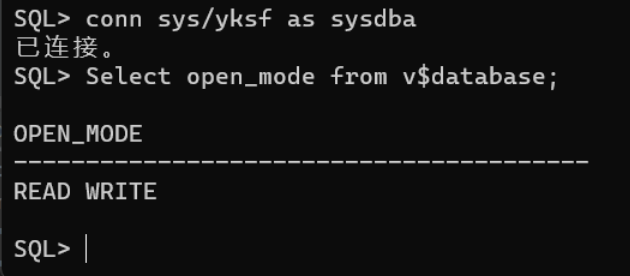 SQL> conn sys/yksf as sysdba
已连接。
SQL> Select open_mode from v$database;
OPEN_MODE
----------------------------------------
READ WRITE
SQL>